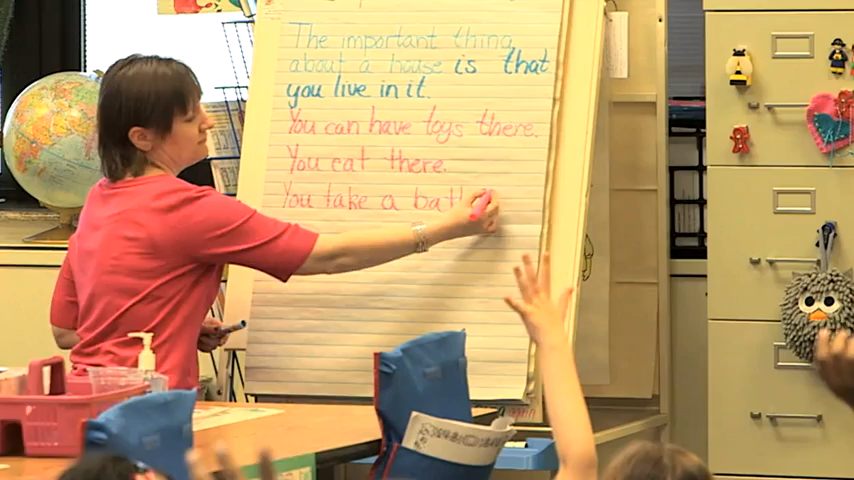 The important thing
about a house is that
you live in it.
You can have toys there.
You eat there.
You take a bath